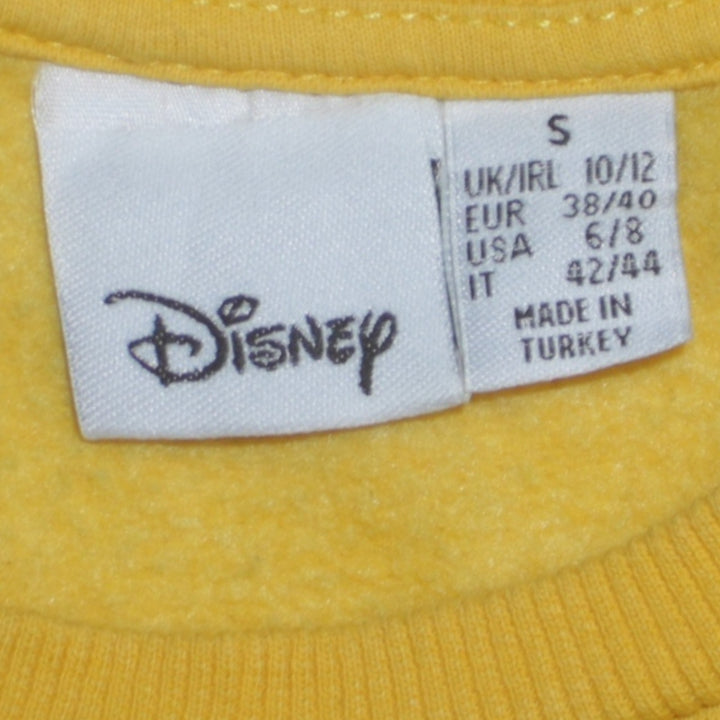 Disney
S
UK/IRL 10/12
EUR 38/40
USA 6/8
IT 42/44
MADE IN
TURKEY